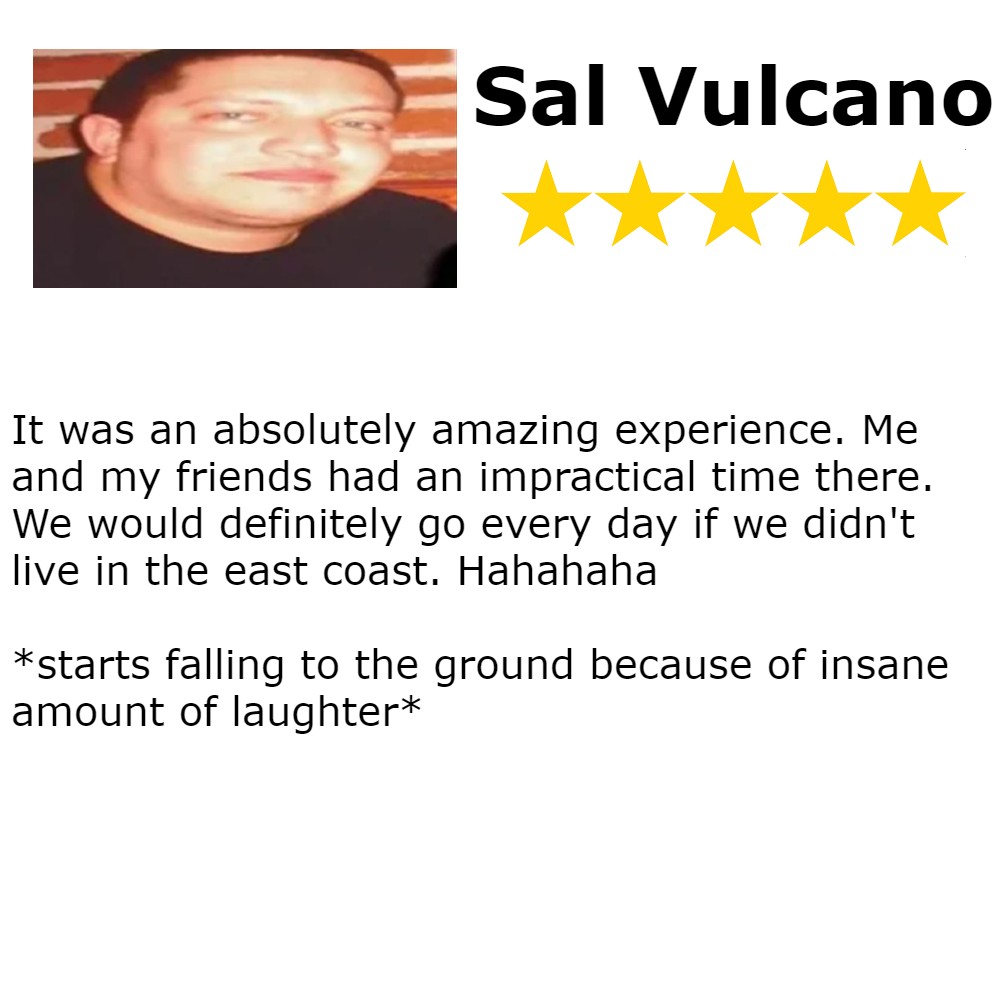 Sal Vulcano
It was an absolutely amazing experience. Me
and my friends had an impractical time there.
We would definitely go every day if we didn't
live in the east coast. Hahahaha
*starts falling to the ground because of insane
amount of laughter*